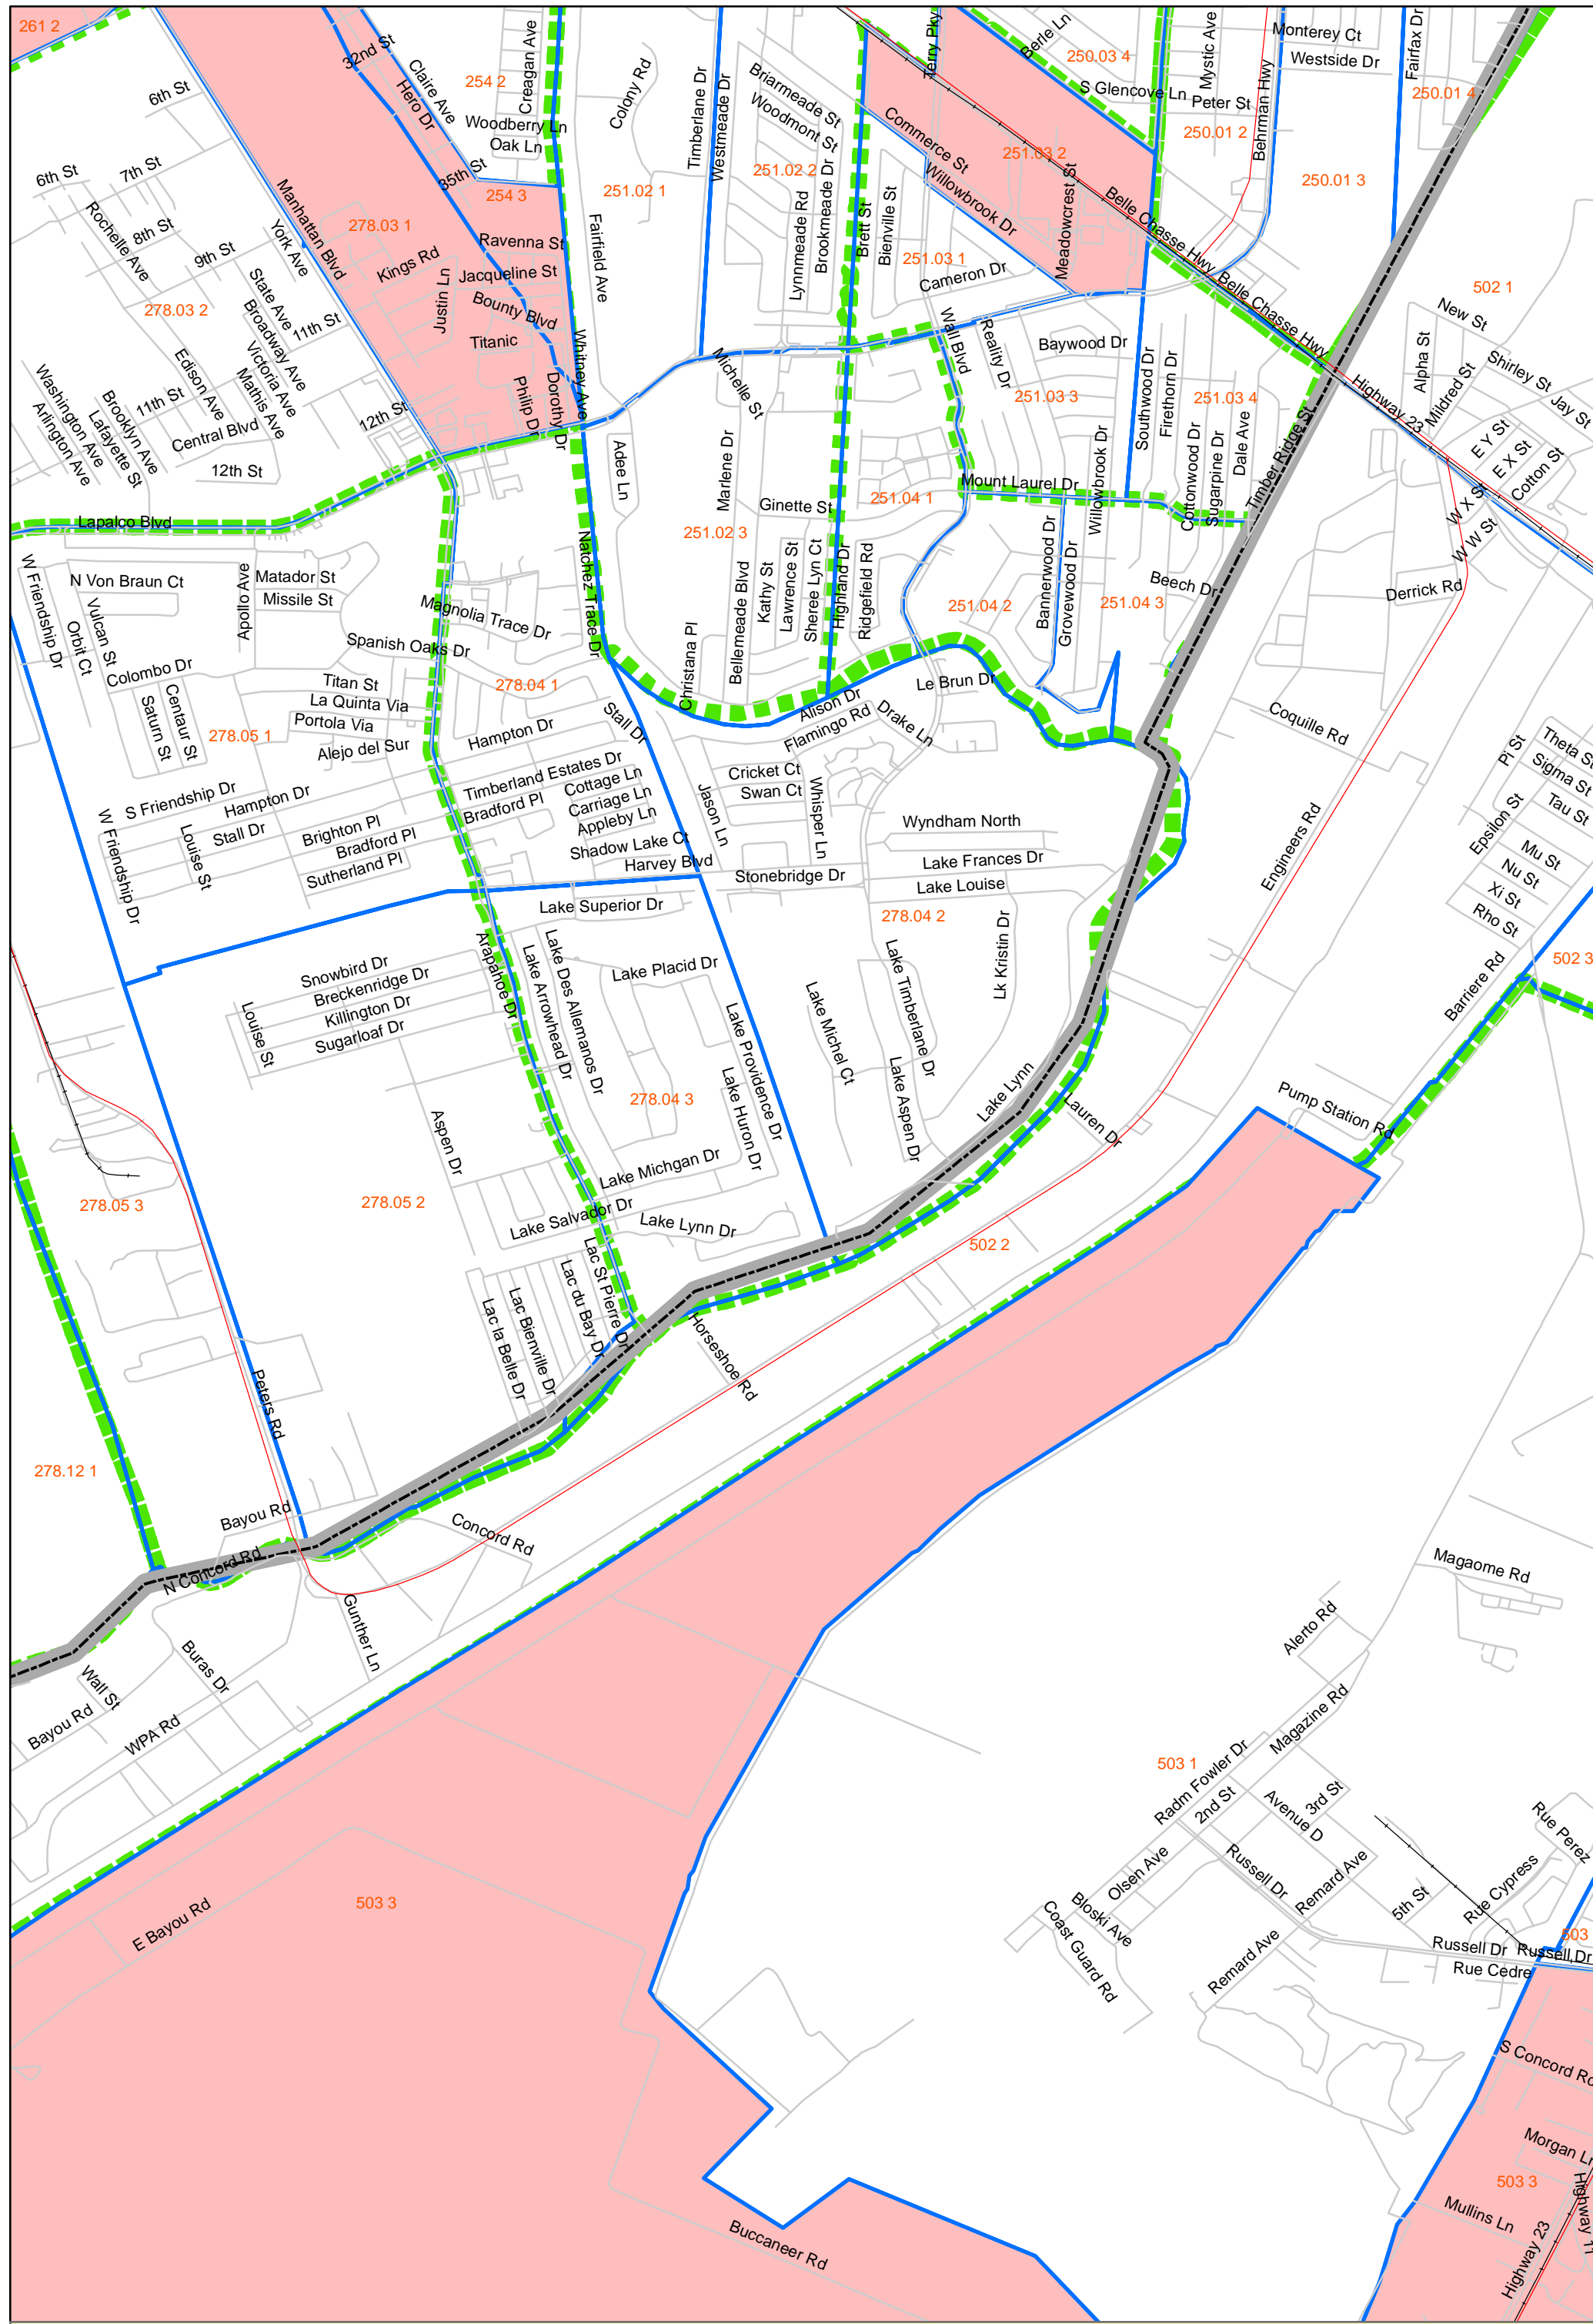 261 2
32nd St
Claire Ave
Hero Dr
254 2
Creagan Ave
Woodberry Ln
Oak Ln
35th St
254 3
Colony Rd
Timberlane Dr
Westmeade Dr
Briarmeade St
Woodmont St
251.02 2
251.02 1
Lynnmeade Rd
Brookmeade Dr
Brett St
Bienville St
Terry Pky
Berle Ln
250.03 4
S Glencove Ln
Mystic Ave
Peter St
250.01 2
Behrman Hwy
Monterey Ct
Westside Dr
Fairfax Dr
250.01 4
250.01 3
Commerce St
251.03 2
Willowbrook Dr
Meadowcrest St
Belle Chasse Hwy
Belle Chasse Hwy
251.03 1
Cameron Dr
502 1
6th St
6th St
7th St
Rochelle Ave
8th St
9th St
278.03 2
York Ave
Manhattan Blvd
278.03 1
Kings Rd
Justin Ln
Ravenna St
Jacqueline St
Bounty Blvd
Titanic
Fairfield Ave
Whitney Ave
State Ave
Broadway Ave
11th St
Victoria Ave
Mathis Ave
Edison Ave
11th St
Central Blvd
12th St
12th St
Washington Ave
Arlington Ave
Brooklyn Ave
Lafayette St
Philip Dr
Dorothy Dr
Michelle St
Wall Blvd
Reality Dr
Baywood Dr
251.03 3
Southwood Dr
Firethorn Dr
251.03 4
Cottonwood Dr
Sugarpine Dr
Dale Ave
Timber Ridge St
Highway 23
New St
Alpha St
Mildred St
Shirley St
Jay St
E Y St
E X St
Cotton St
W X St
W W St
Derrick Rd
Lapalco Blvd
Adee Ln
Marlene Dr
Ginette St
251.04 1
251.02 3
Mount Laurel Dr
Willowbrook Dr
Natchez Trace Dr
Bellemeade Blvd
Kathy St
Lawrence St
Sheree Lyn Ct
Highland Dr
Ridgefield Rd
251.04 2
Bannerwood Dr
Grovewood Dr
251.04 3
Beech Dr
W Friendship Dr
N Von Braun Ct
Vulcan St
Orbit Ct
Apollo Ave
Matador St
Missile St
Magnolia Trace Dr
Spanish Oaks Dr
278.04 1
Colombo Dr
Saturn St
Centaur St
278.05 1
Titan St
La Quinta Via
Portola Via
Alejo del Sur
Hampton Dr
Stall Dr
Christana Pl
Alison Dr
Flamingo Rd
Drake Ln
Le Brun Dr
Coquille Rd
Pi St
Theta St
Sigma St
Tau St
Epsilon St
Mu St
Nu St
Xi St
Rho St
S Friendship Dr
Hampton Dr
Stall Dr
Louise St
W Friendship Dr
Brighton Pl
Bradford Pl
Sutherland Pl
Timberland Estates Dr
Bradford Pl
Cottage Ln
Carriage Ln
Appleby Ln
Shadow Lake Ct
Harvey Blvd
Jason Ln
Cricket Ct
Swan Ct
Whisper Ln
Wyndham North
Lake Frances Dr
Stonebridge Dr
Lake Louise
278.04 2
Engineers Rd
Lake Superior Dr
Arapahoe Dr
Lake Arrowhead Dr
Lake Des Allemanos Dr
Lake Placid Dr
Lake Providence Dr
Lake Huron Dr
Lake Michel Ct
Lake Timberlane Dr
Lake Aspen Dr
Lk Kristin Dr
Lake Lynn
Lauren Dr
Barriere Rd
502 3
Pump Station Rd
Snowbird Dr
Breckenridge Dr
Killington Dr
Sugarloaf Dr
Louise St
Aspen Dr
278.04 3
Lake Michgan Dr
Lake Salvador Dr
Lake Lynn Dr
278.05 3
278.05 2
502 2
Lac St Pierre Dr
Lac du Bay Dr
Lac Bienville Dr
Lac la Belle Dr
Horseshoe Rd
Peters Rd
278.12 1
Bayou Rd
Concord Rd
N Concord Rd
Gunther Ln
Buras Dr
Wall St
Bayou Rd
WPA Rd
Magaome Rd
Alerto Rd
Magazine Rd
503 1
Radm Fowler Dr
2nd St
3rd St
Avenue D
Olsen Ave
Russell Dr
Remard Ave
Bloski Ave
Coast Guard Rd
5th St
Rue Cypress
Rue Perez
Remard Ave
Russell Dr
Russell Dr
Rue Cedre
503
503 3
E Bayou Rd
S Concord Rd
Morgan Ln
503 3
Mullins Ln
Highway 23
Highway 11
Buccaneer Rd